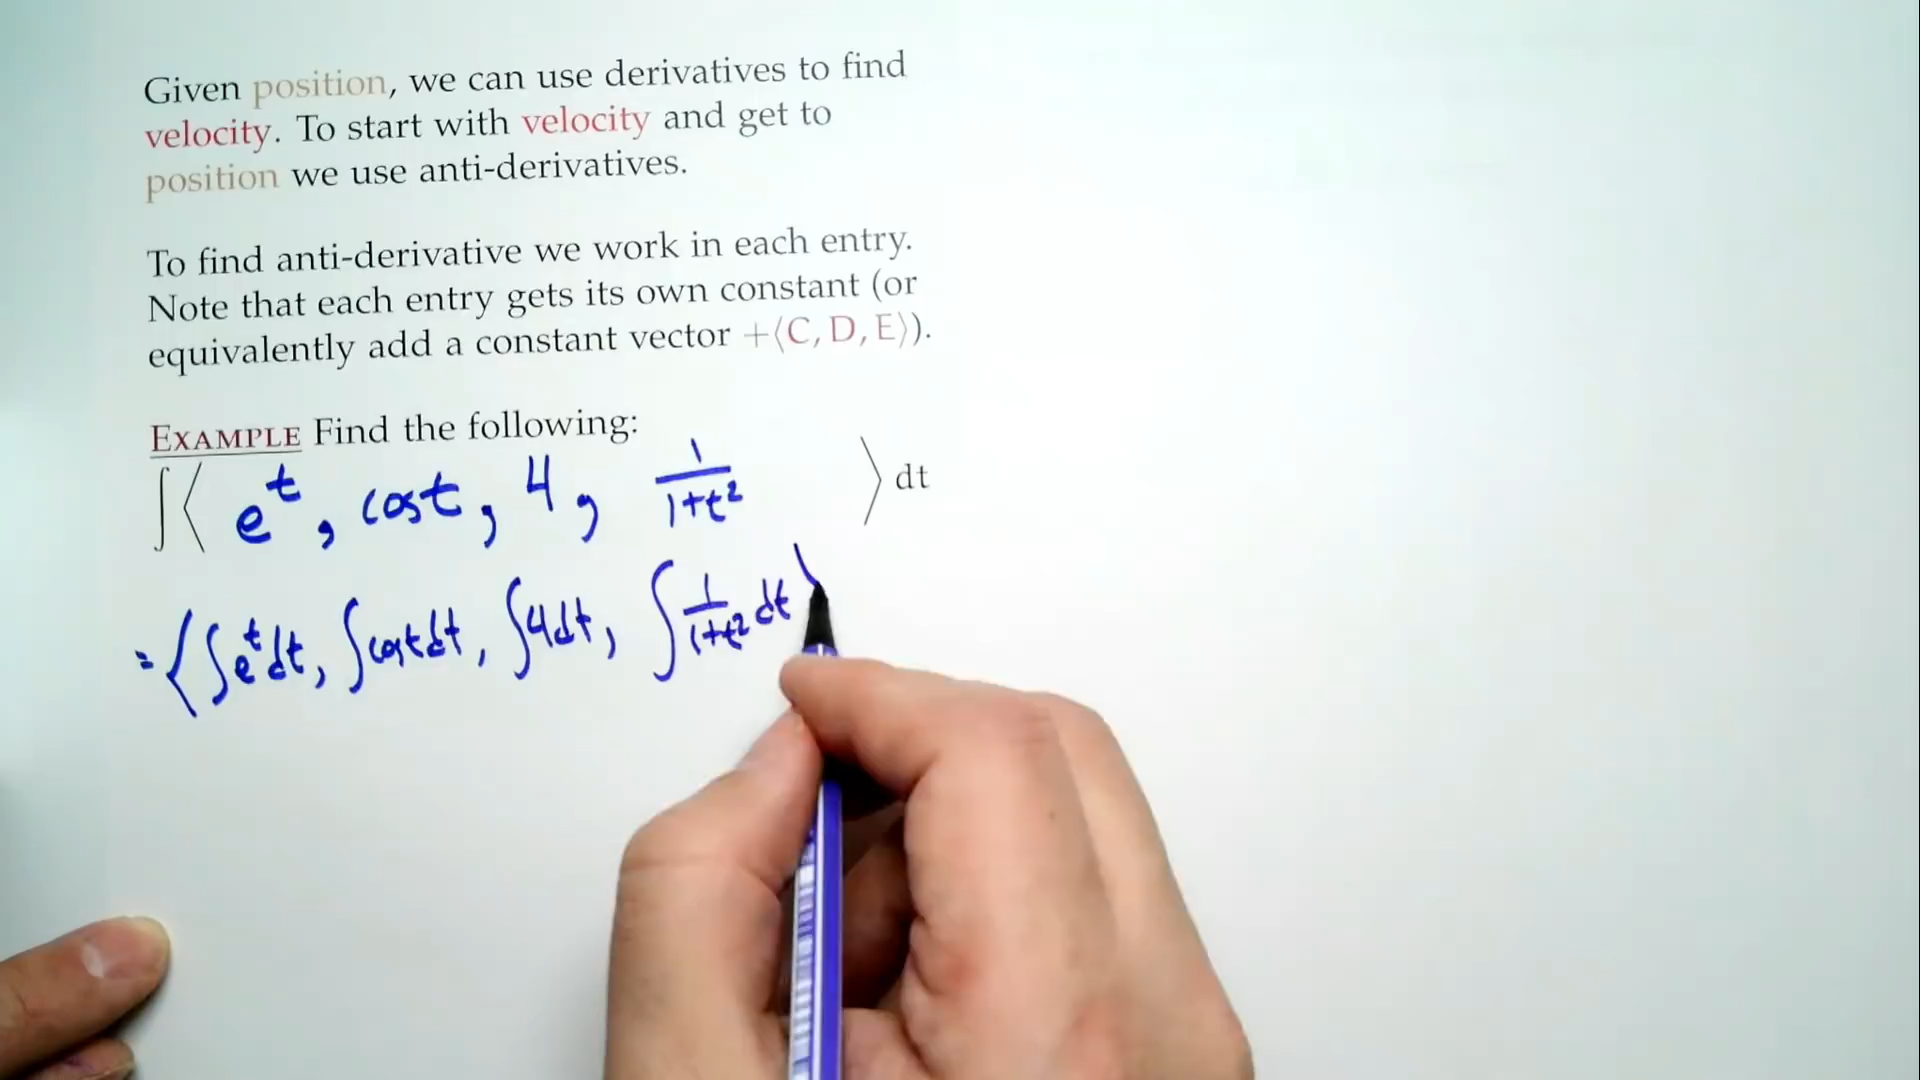 Given position, we can use derivatives to find
velocity. To start with velocity and get to
position we use anti-derivatives.
To find anti-derivative we work in each entry.
Note that each entry gets its own constant (or
equivalently add a constant vector +⟨C, D, E⟩).
EXAMPLE Find the following:
∫⟨ e^t, cos t, 4, 1/(1+t²) ⟩ dt
= ⟨∫e^t dt, ∫cos t dt, ∫4dt, ∫1/(1+t²) dt⟩